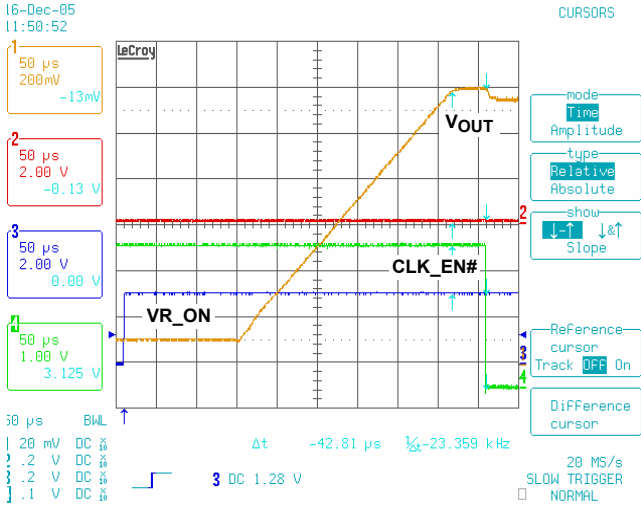 16-Dec-05
11:50:52
CURSORS
LeCroy
1
50 µs
200mV
-13mV
2
50 µs
2.00 V
-0.13 V
3
50 µs
2.00 V
0.00 V
4
50 µs
1.00 V
3.125 V
VOUT
CLK_EN#
VR_ON
2
3
4
mode
Time
Amplitude
type
Relative
Absolute
show
↓-↑ ↓&↑
Slope
Reference
cursor
Track OFF On
Difference
cursor
50 µs BWL
20 mV DC
.2 V DC
.2 V DC
.1 V DC
Δt -42.81 µs 1/Δt -23.359 kHz
3 DC 1.28 V
20 MS/s
SLOW TRIGGER
NORMAL